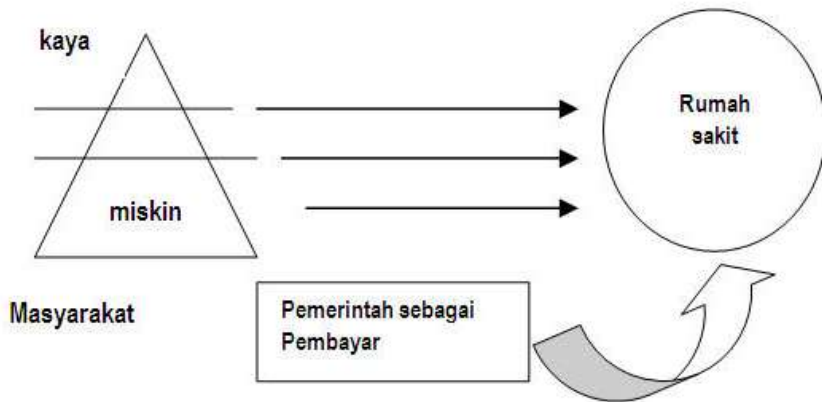 kaya
Rumah
sakit
miskin
Masyarakat
Pemerintah sebagai
Pembayar